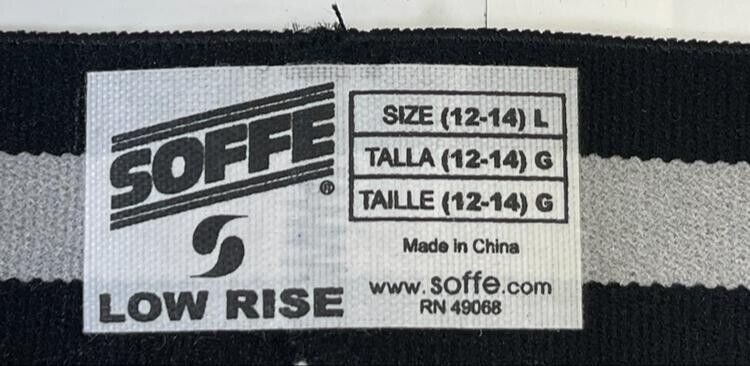 SOFFE®
LOW RISE
SIZE (12-14) L
TALLA (12-14) G
TAILLE (12-14) G
Made in China
www.soffe.com
RN 49068